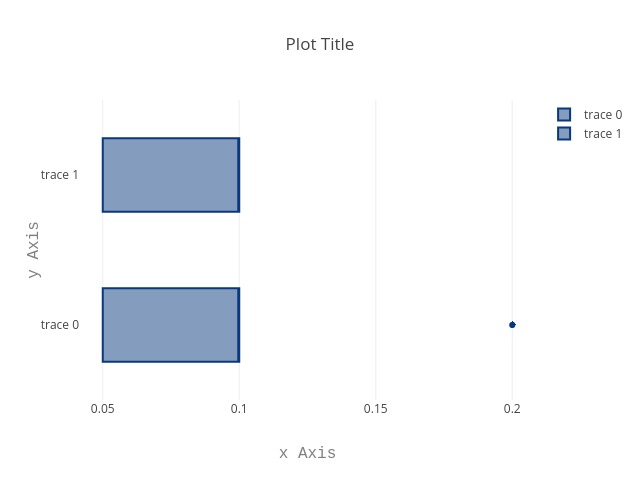 Plot Title
trace 0
trace 1
trace 1
y Axis
trace 0
0.05
0.1
0.15
0.2
x Axis